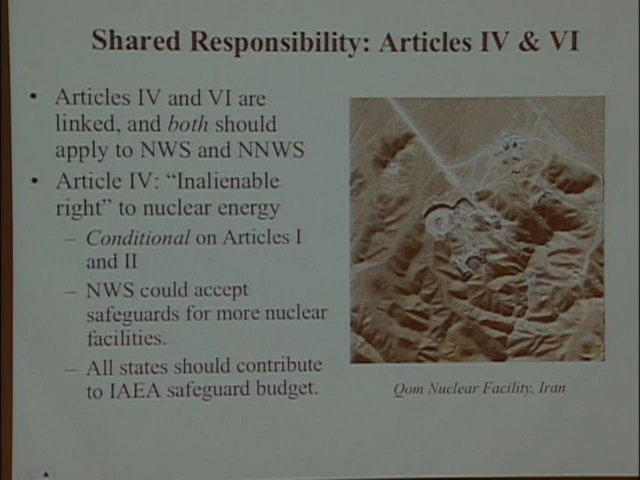 Shared Responsibility: Articles IV & VI
• Articles IV and VI are
linked, and both should
apply to NWS and NNWS
• Article IV: “Inalienable
right” to nuclear energy
– Conditional on Articles I
and II
– NWS could accept
safeguards for more nuclear
facilities.
– All states should contribute
to IAEA safeguard budget.
Qom Nuclear Facility, Iran